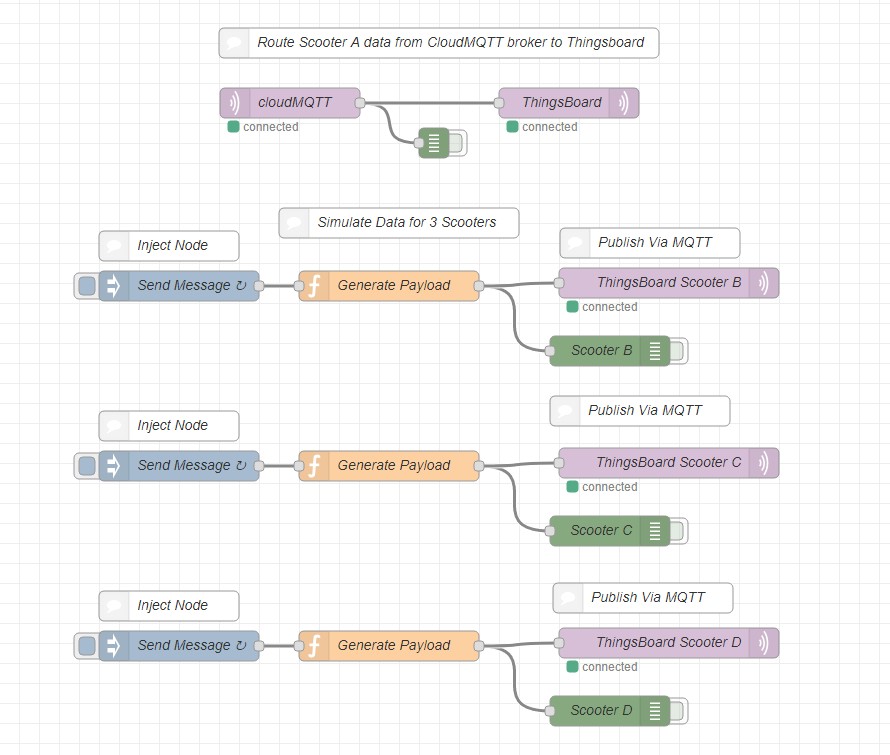 Route Scooter A data from CloudMQTT broker to Thingsboard
cloudMQTT
ThingsBoard
connected
connected
Simulate Data for 3 Scooters
Inject Node
Publish Via MQTT
Send Message ↻
Generate Payload
ThingsBoard Scooter B
connected
Scooter B
Inject Node
Publish Via MQTT
Send Message ↻
Generate Payload
ThingsBoard Scooter C
connected
Scooter C
Inject Node
Publish Via MQTT
Send Message ↻
Generate Payload
ThingsBoard Scooter D
connected
Scooter D